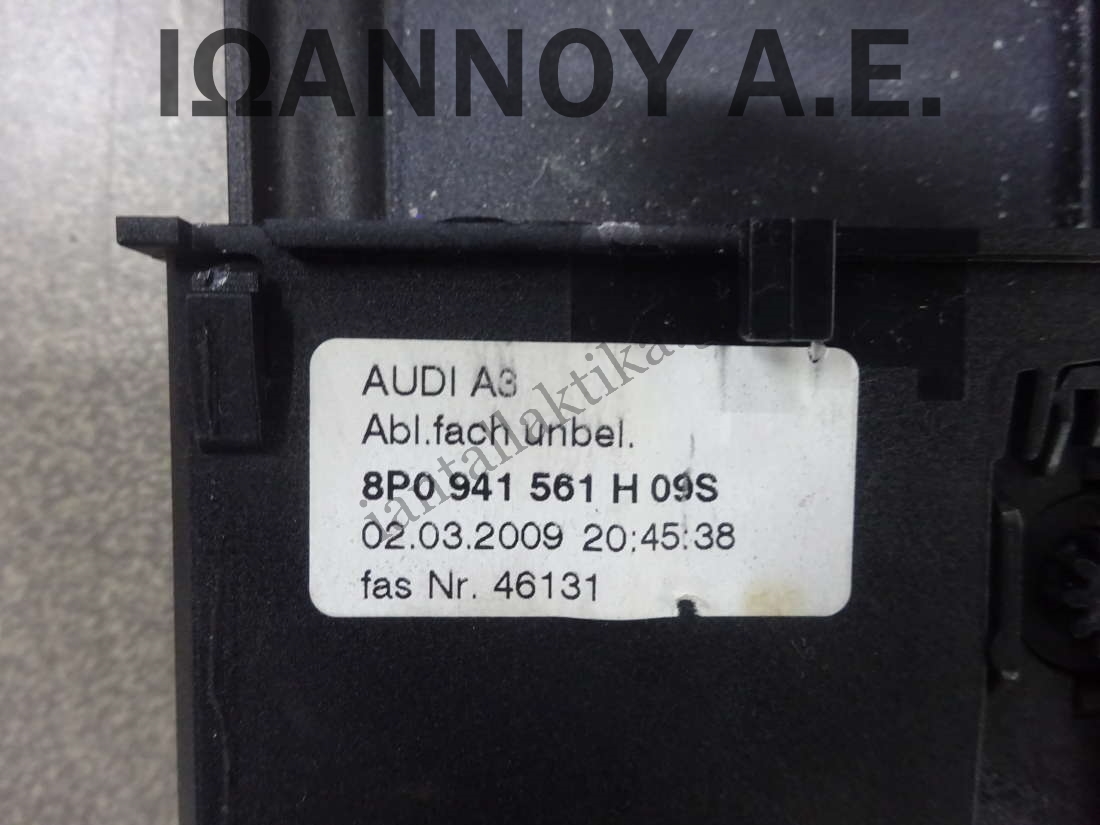 ΙΩΑΝΝΟΥ Α.Ε.
AUDI A3
Abl.fach unbel.
8P0 941 561 H 09S
02.03.2009 20:45:38
fas Nr. 46131